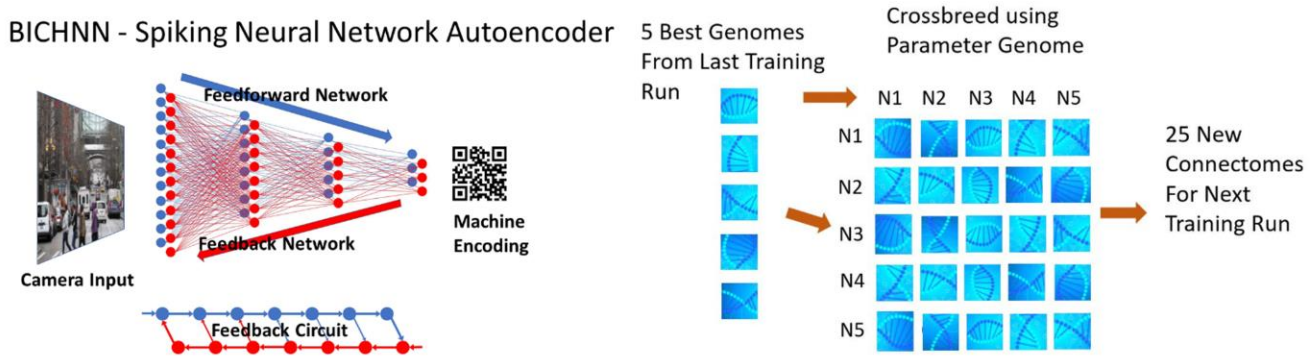 BICHNN - Spiking Neural Network Autoencoder
Feedforward Network
Feedback Network
Camera Input
Machine
Encoding
Feedback Circuit
5 Best Genomes
From Last Training
Run
Crossbreed using
Parameter Genome
N1 N2 N3 N4 N5
N1
N2
N3
N4
N5
25 New
Connectomes
For Next
Training Run